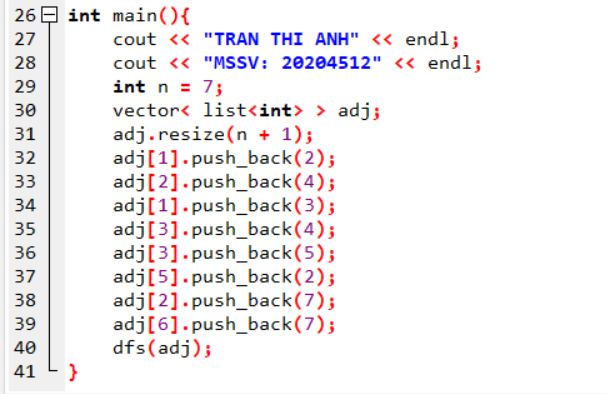 26 int main(){
27 cout << "TRAN THI ANH" << endl;
28 cout << "MSSV: 20204512" << endl;
29 int n = 7;
30 vector< list<int> > adj;
31 adj.resize(n + 1);
32 adj[1].push_back(2);
33 adj[2].push_back(4);
34 adj[1].push_back(3);
35 adj[3].push_back(4);
36 adj[3].push_back(5);
37 adj[5].push_back(2);
38 adj[2].push_back(7);
39 adj[6].push_back(7);
40 dfs(adj);
41 }